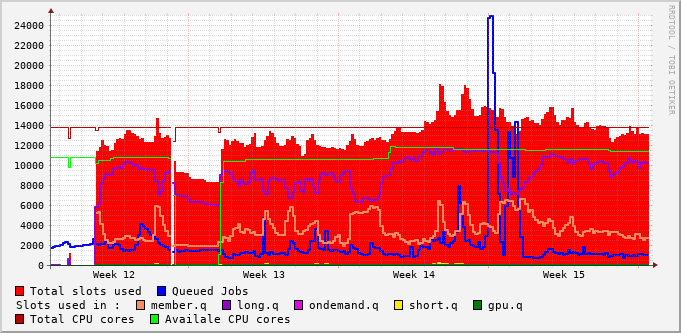 RRDTOOL / TOBI OETIKER
24000
22000
20000
18000
16000
14000
12000
10000
8000
6000
4000
2000
0
Week 12 Week 13 Week 14 Week 15
Total slots used Queued Jobs
Slots used in : member.q long.q ondemand.q short.q gpu.q
Total CPU cores Availale CPU cores